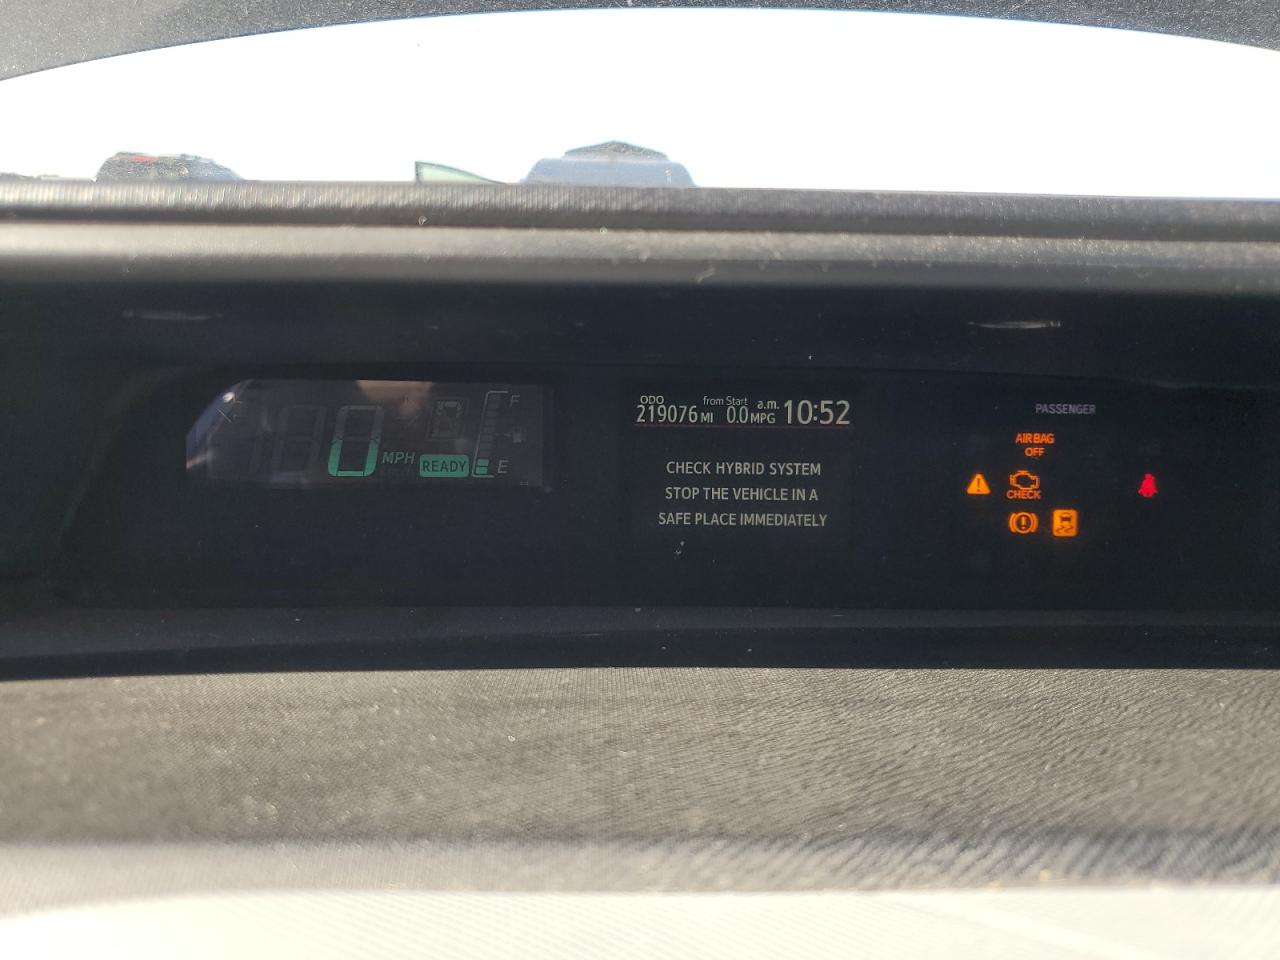 0 MPH
READY
F
E
ODO from Start a.m. 10:52
219076 MI 0.0 MPG
CHECK HYBRID SYSTEM
STOP THE VEHICLE IN A
SAFE PLACE IMMEDIATELY
PASSENGER
AIR BAG
OFF
CHECK